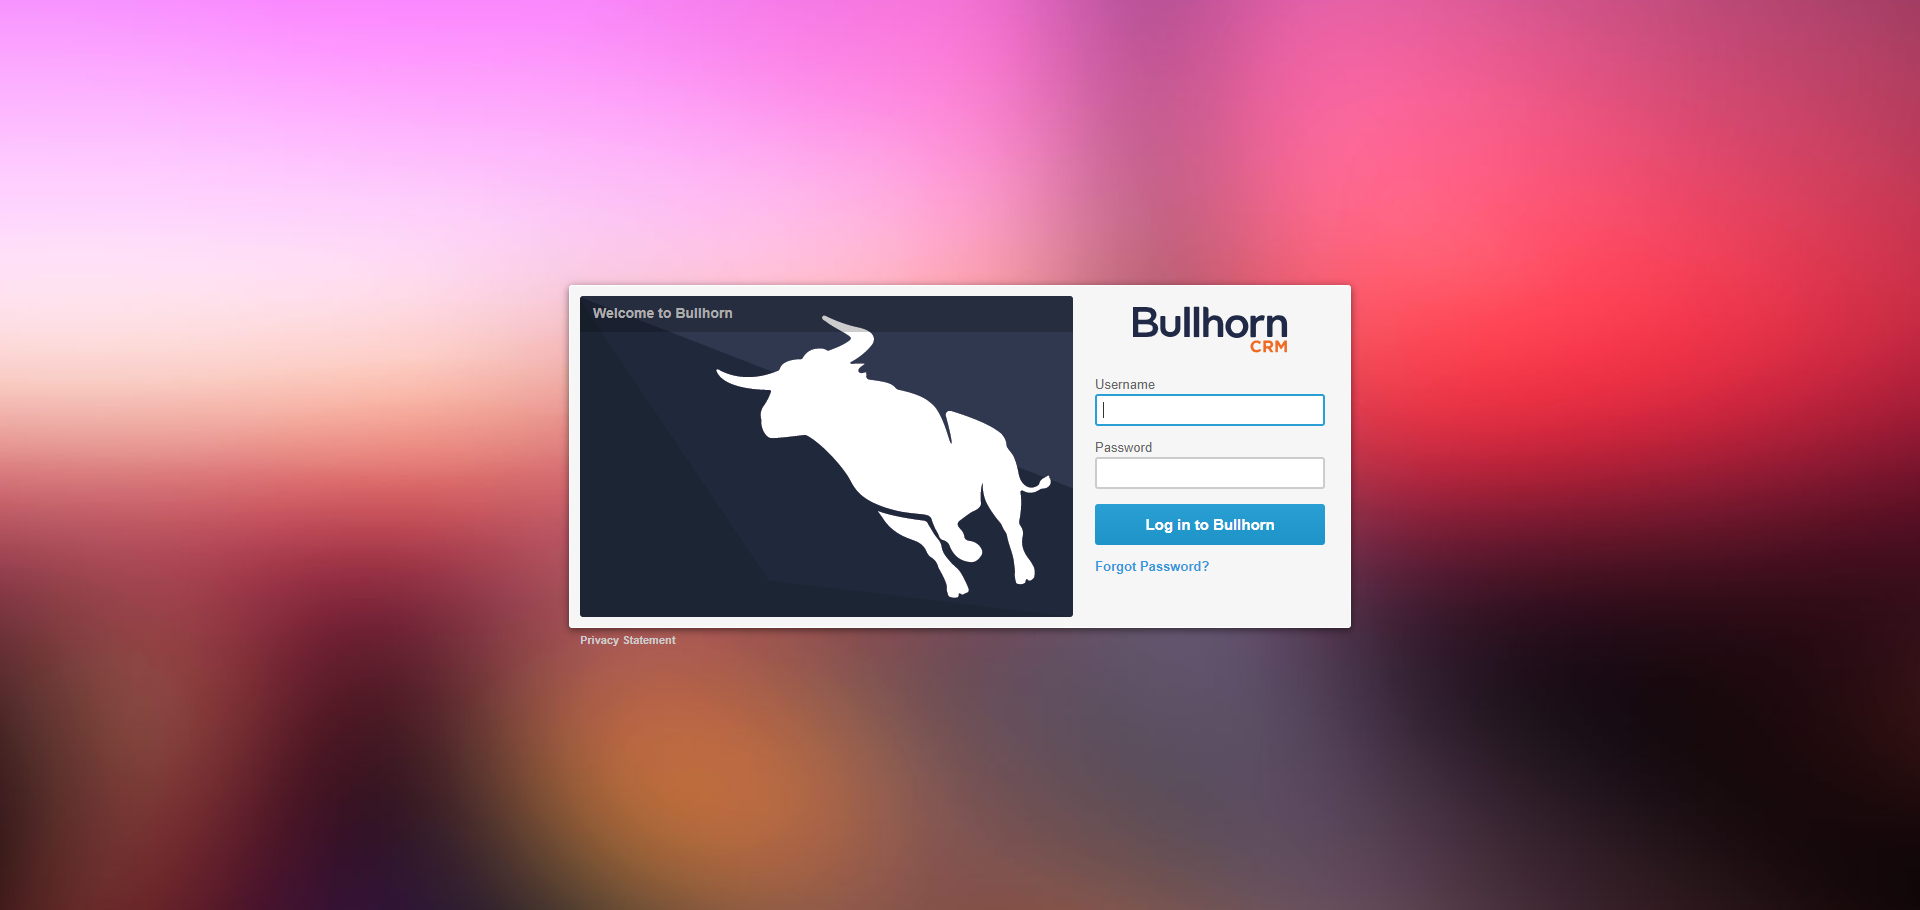 Welcome to Bullhorn
Bullhorn
CRM
Username
Password
Log in to Bullhorn
Forgot Password?
Privacy Statement